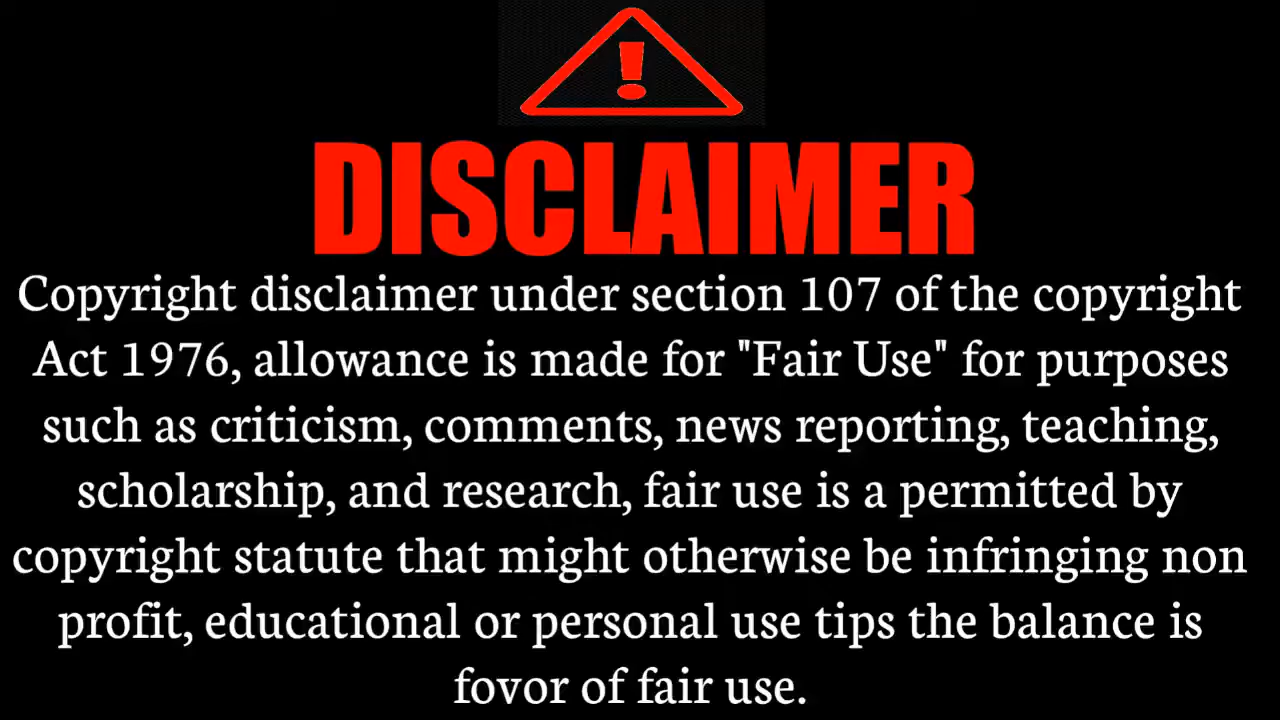 DISCLAIMER
Copyright disclaimer under section 107 of the copyright
Act 1976, allowance is made for "Fair Use" for purposes
such as criticism, comments, news reporting, teaching,
scholarship, and research, fair use is a permitted by
copyright statute that might otherwise be infringing non
profit, educational or personal use tips the balance is
fovor of fair use.